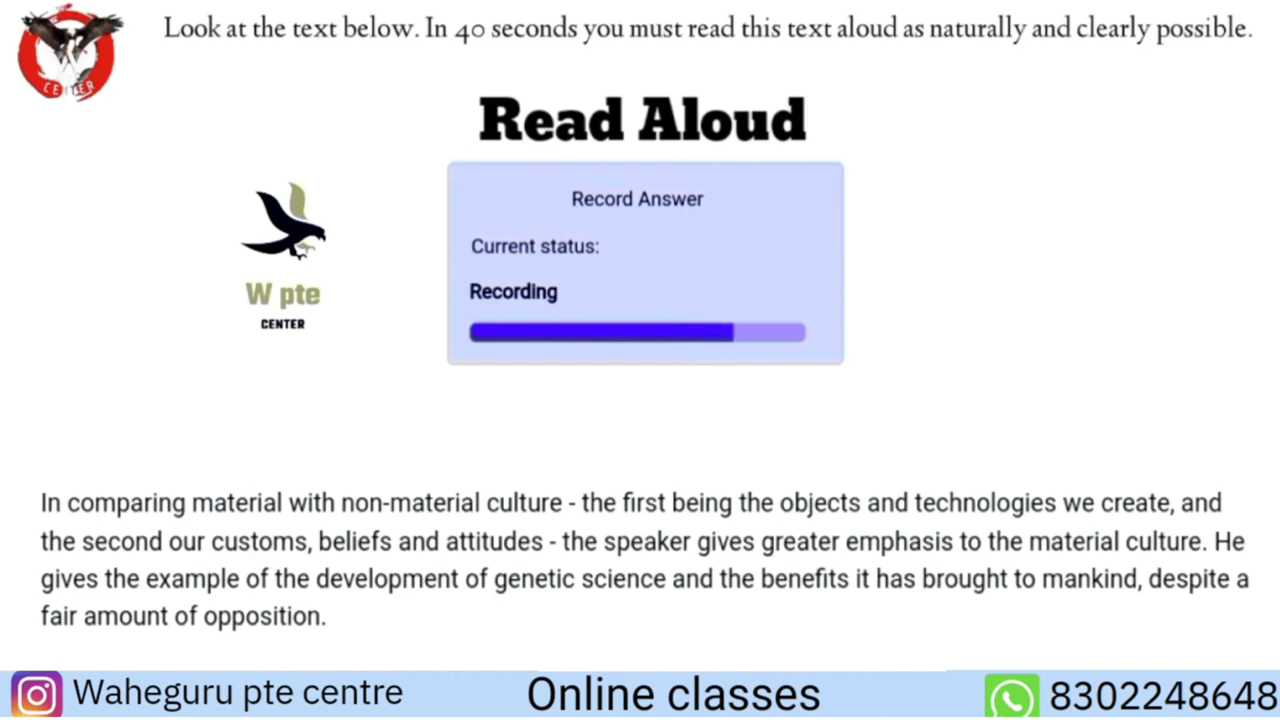 Look at the text below. In 40 seconds you must read this text aloud as naturally and clearly possible.
CENTER
Read Aloud
Record Answer
Current status:
Recording
W pte
CENTER
In comparing material with non-material culture - the first being the objects and technologies we create, and
the second our customs, beliefs and attitudes - the speaker gives greater emphasis to the material culture. He
gives the example of the development of genetic science and the benefits it has brought to mankind, despite a
fair amount of opposition.
Waheguru pte centre
Online classes
8302248648